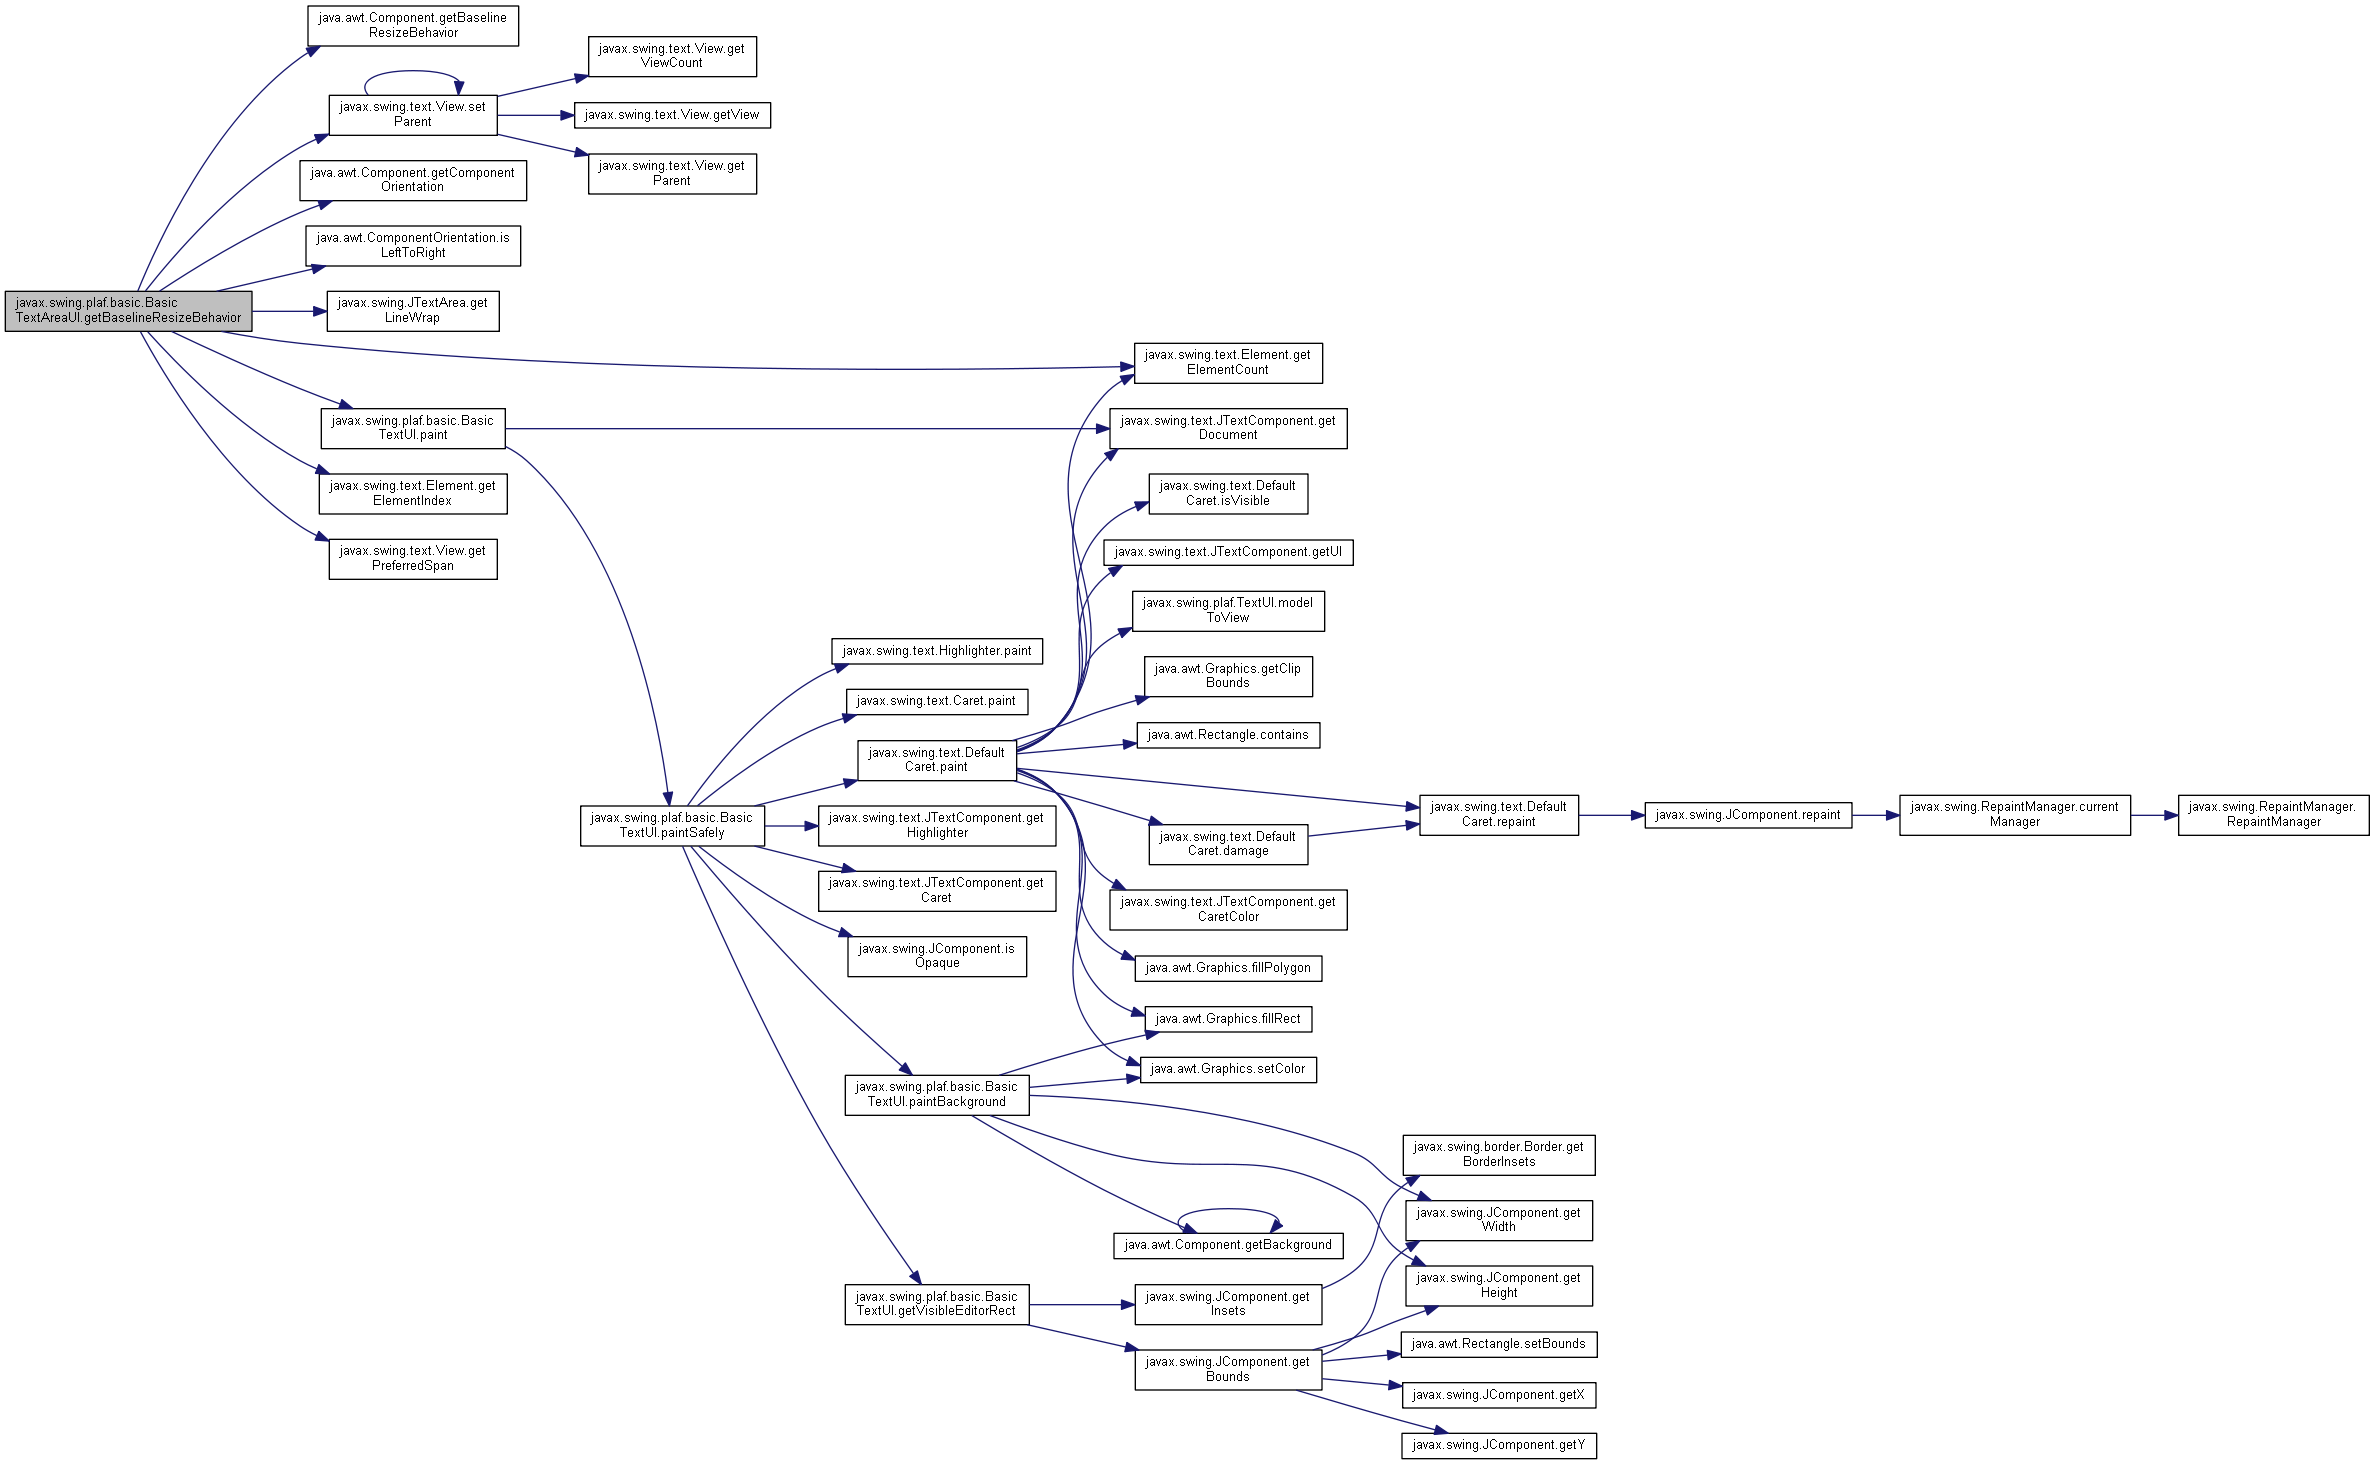 java.awt.Component.getBaseline
ResizeBehavior
javax.swing.text.View.get
ViewCount
javax.swing.text.View.set
Parent
javax.swing.text.View.getView
javax.swing.text.View.get
Parent
java.awt.Component.getComponent
Orientation
java.awt.ComponentOrientation.is
LeftToRight
javax.swing.plaf.basic.Basic
TextAreaUI.getBaselineResizeBehavior
javax.swing.JTextArea.get
LineWrap
javax.swing.text.Element.get
ElementCount
javax.swing.plaf.basic.Basic
TextUI.paint
javax.swing.text.JTextComponent.get
Document
javax.swing.text.Element.get
ElementIndex
javax.swing.text.Default
Caret.isVisible
javax.swing.text.View.get
PreferredSpan
javax.swing.text.JTextComponent.getUI
javax.swing.plaf.TextUI.model
ToView
javax.swing.text.Highlighter.paint
java.awt.Graphics.getClip
Bounds
javax.swing.text.Caret.paint
java.awt.Rectangle.contains
javax.swing.text.Default
Caret.paint
javax.swing.plaf.basic.Basic
TextUI.paintSafely
javax.swing.text.JTextComponent.get
Highlighter
javax.swing.text.Default
Caret.damage
javax.swing.text.Default
Caret.repaint
javax.swing.JComponent.repaint
javax.swing.RepaintManager.current
Manager
javax.swing.RepaintManager.
RepaintManager
javax.swing.text.JTextComponent.get
Caret
javax.swing.text.JTextComponent.get
CaretColor
javax.swing.JComponent.is
Opaque
java.awt.Graphics.fillPolygon
java.awt.Graphics.fillRect
java.awt.Graphics.setColor
javax.swing.plaf.basic.Basic
TextUI.paintBackground
javax.swing.border.Border.get
BorderInsets
javax.swing.JComponent.get
Width
java.awt.Component.getBackground
javax.swing.JComponent.get
Height
javax.swing.plaf.basic.Basic
TextUI.getVisibleEditorRect
javax.swing.JComponent.get
Insets
java.awt.Rectangle.setBounds
javax.swing.JComponent.get
Bounds
javax.swing.JComponent.getX
javax.swing.JComponent.getY